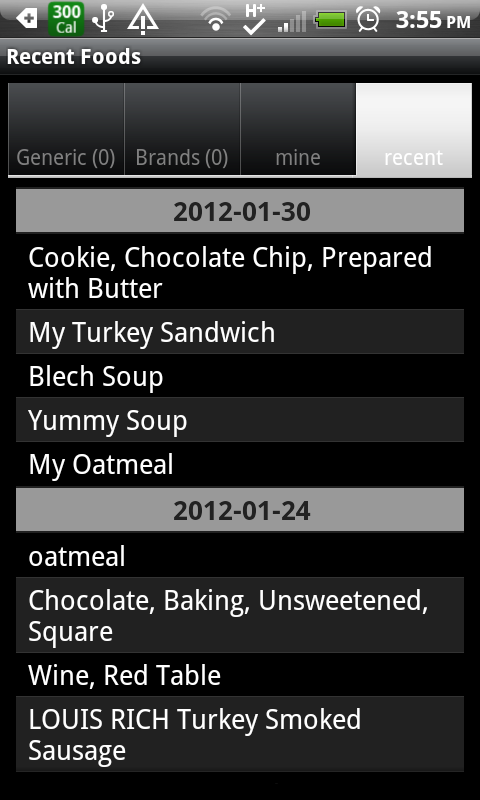 300
Cal
H+
3:55 PM
Recent Foods
Generic (0) Brands (0) mine recent
2012-01-30
Cookie, Chocolate Chip, Prepared
with Butter
My Turkey Sandwich
Blech Soup
Yummy Soup
My Oatmeal
2012-01-24
oatmeal
Chocolate, Baking, Unsweetened,
Square
Wine, Red Table
LOUIS RICH Turkey Smoked
Sausage